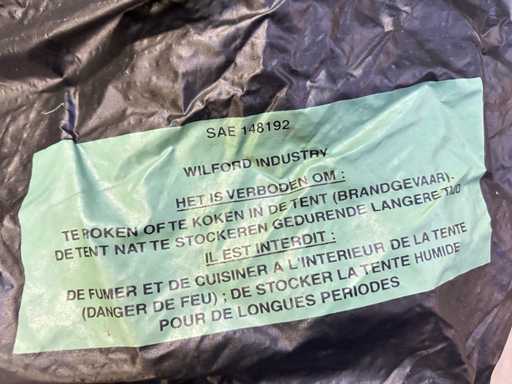 SAE 148192
WILFORD INDUSTRY
HET IS VERBODEN OM :
TE ROKEN OF TE KOKEN IN DE TENT (BRANDGEVAAR).
DE TENT NAT TE STOCKEREN GEDURENDE LANGERE TIJD
IL EST INTERDIT :
DE FUMER ET DE CUISINER A L'INTERIEUR DE LA TENTE
(DANGER DE FEU) ; DE STOCKER LA TENTE HUMIDE
POUR DE LONGUES PERIODES